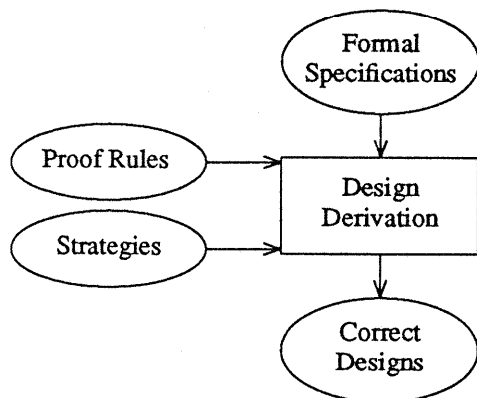 Formal
Specifications
Proof Rules
Strategies
Design
Derivation
Correct
Designs